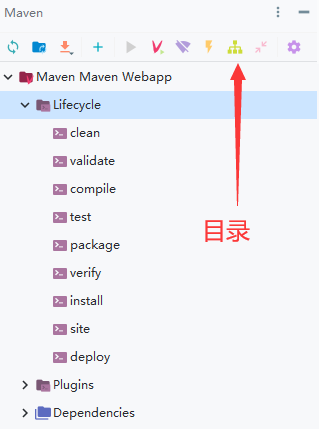 Maven
Maven Maven Webapp
Lifecycle
目录
clean
validate
compile
test
package
verify
install
site
deploy
Plugins
Dependencies